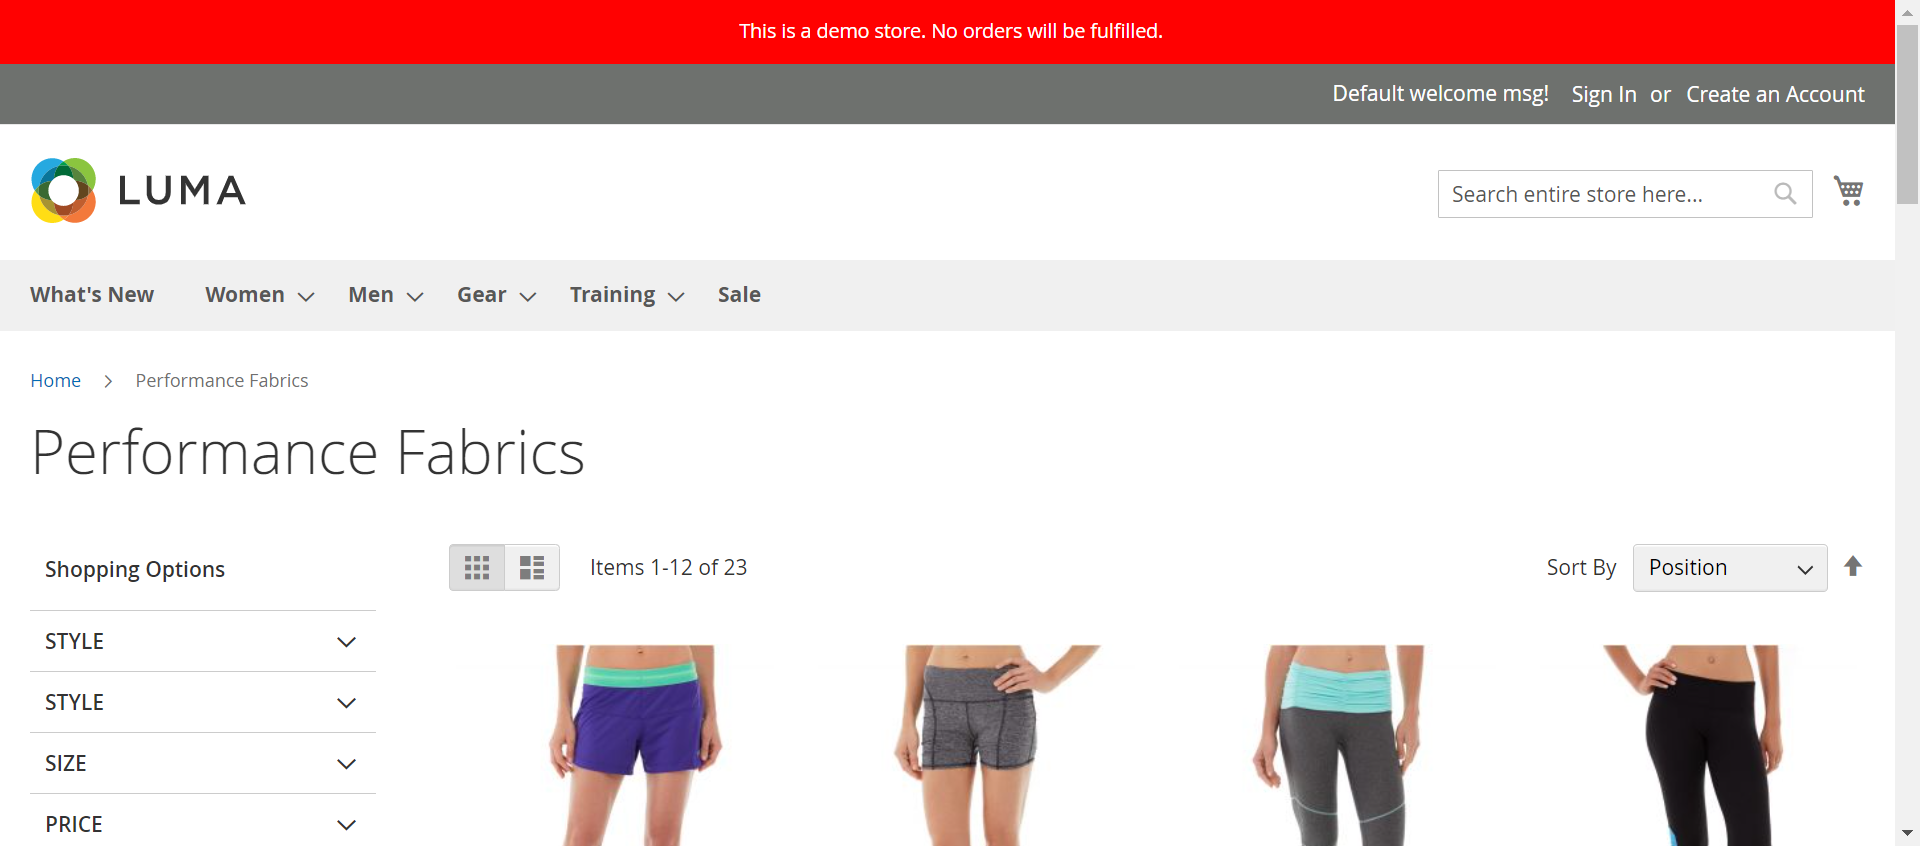 This is a demo store. No orders will be fulfilled.
Default welcome msg! Sign In or Create an Account
LUMA
Search entire store here...
What's New Women Men Gear Training Sale
Home Performance Fabrics
Performance Fabrics
Shopping Options
Items 1-12 of 23
Sort By Position
STYLE
STYLE
SIZE
PRICE